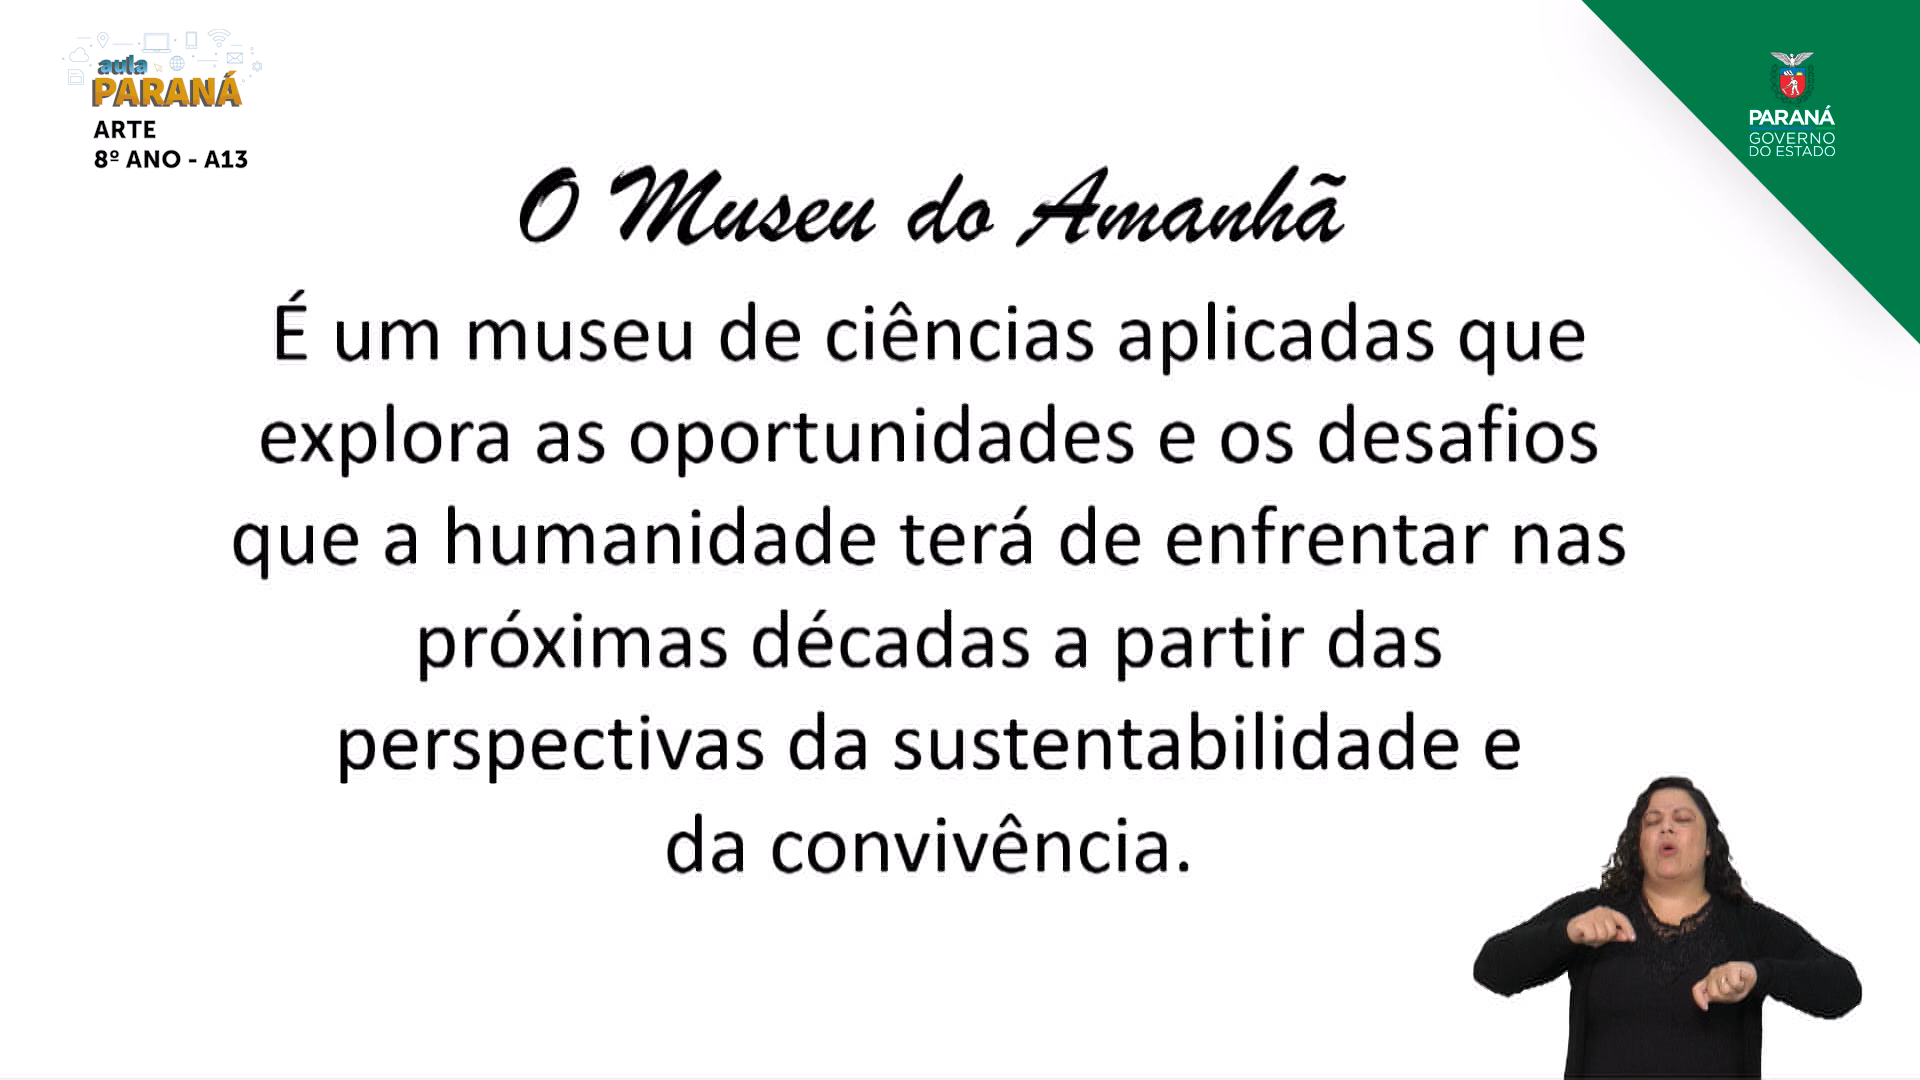 aula
PARANÁ
ARTE
8º ANO - A13
PARANÁ
GOVERNO
DO ESTADO
O Museu do Amanhã
É um museu de ciências aplicadas que
explora as oportunidades e os desafios
que a humanidade terá de enfrentar nas
próximas décadas a partir das
perspectivas da sustentabilidade e
da convivência.